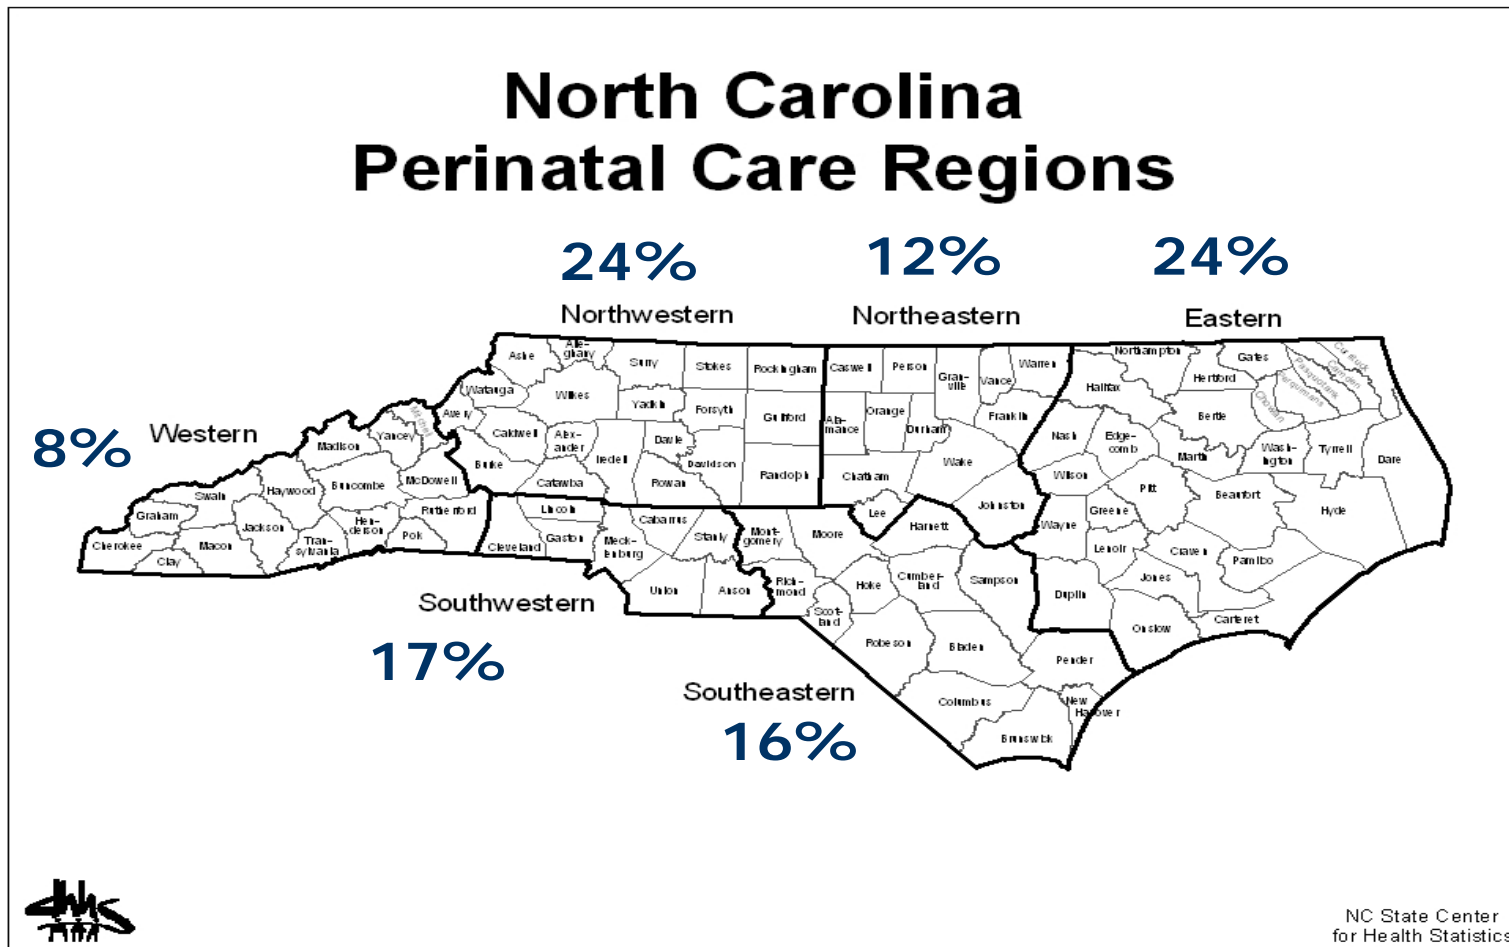 North Carolina
Perinatal Care Regions
24%
12%
24%
Northwestern
Northeastern
Eastern
8%
Western
Southwestern
17%
Southeastern
16%
Ashe
Alle-
ghany
Surry
Stokes
Rockingham
Watauga
Wilkes
Yadkin
Forsyth
Guilford
Avery
Caldwell
Alex-
ander
Iredell
Davie
Davidson
Randolph
Burke
Catawba
Rowan
Caswell
Person
Gran-
ville
Vance
Warren
Ala-
mance
Orange
Durham
Franklin
Chatham
Wake
Lee
Johnston
Northampton
Gates
Currituck
Camden
Pasquotank
Perquimans
Chowan
Halifax
Hertford
Bertie
Nash
Edge-
comb
Martin
Wash-
ington
Tyrrell
Dare
Wilson
Pitt
Beaufort
Hyde
Wayne
Greene
Lenoir
Craven
Pamlico
Jones
Duplin
Onslow
Carteret
Mitchell
Yancey
Madison
McDowell
Buncombe
Haywood
Swain
Graham
Rutherford
Hen-
derson
Polk
Jackson
Tran-
sylvania
Macon
Cherokee
Clay
Lincoln
Cleveland
Gaston
Meck-
lenburg
Cabarrus
Stanly
Union
Anson
Mont-
gomery
Moore
Harnett
Rich-
mond
Hoke
Cumber-
land
Sampson
Scot-
land
Robeson
Bladen
Pender
Columbus
New
Hanover
Brunswick
NC State Center
for Health Statistics